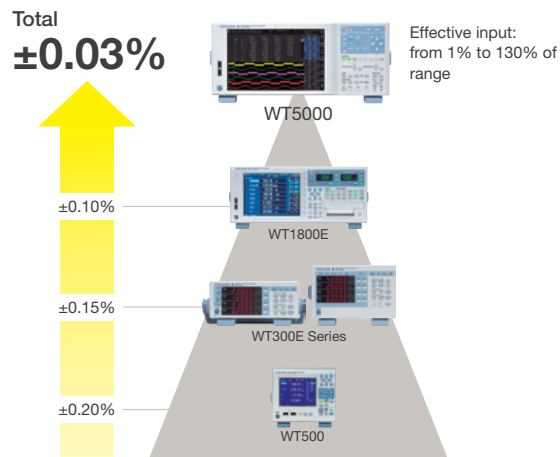 Total
±0.03%
Effective input:
from 1% to 130% of
range
WT5000
±0.10%
WT1800E
±0.15%
WT300E Series
±0.20%
WT500